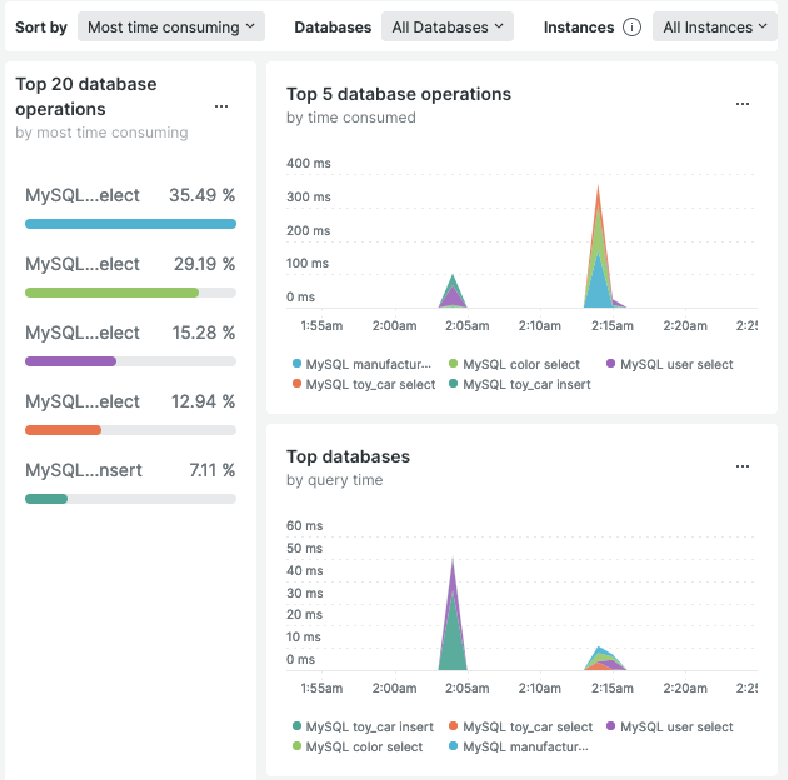 Sort by Most time consuming Databases All Databases Instances i All Instances
Top 20 database
operations
...
by most time consuming
MySQL...elect 35.49 %
MySQL...elect 29.19 %
MySQL...elect 15.28 %
MySQL...elect 12.94 %
MySQL...nsert 7.11 %
Top 5 database operations
...
by time consumed
400 ms
300 ms
200 ms
100 ms
0 ms
1:55am 2:00am 2:05am 2:10am 2:15am 2:20am 2:25
MySQL manufactur... MySQL color select MySQL user select
MySQL toy_car select MySQL toy_car insert
Top databases
...
by query time
60 ms
50 ms
40 ms
30 ms
20 ms
10 ms
0 ms
1:55am 2:00am 2:05am 2:10am 2:15am 2:20am 2:25
MySQL toy_car insert MySQL toy_car select MySQL user select
MySQL color select MySQL manufactur...